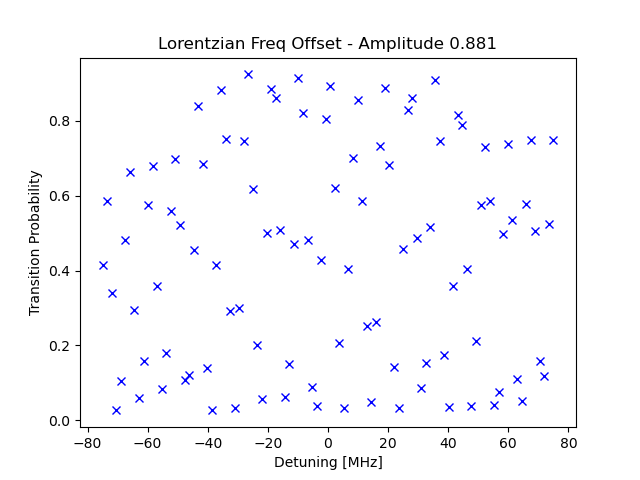 Lorentzian Freq Offset - Amplitude 0.881
Transition Probability
0.8
0.6
0.4
0.2
0.0
−80 −60 −40 −20 0 20 40 60 80
Detuning [MHz]